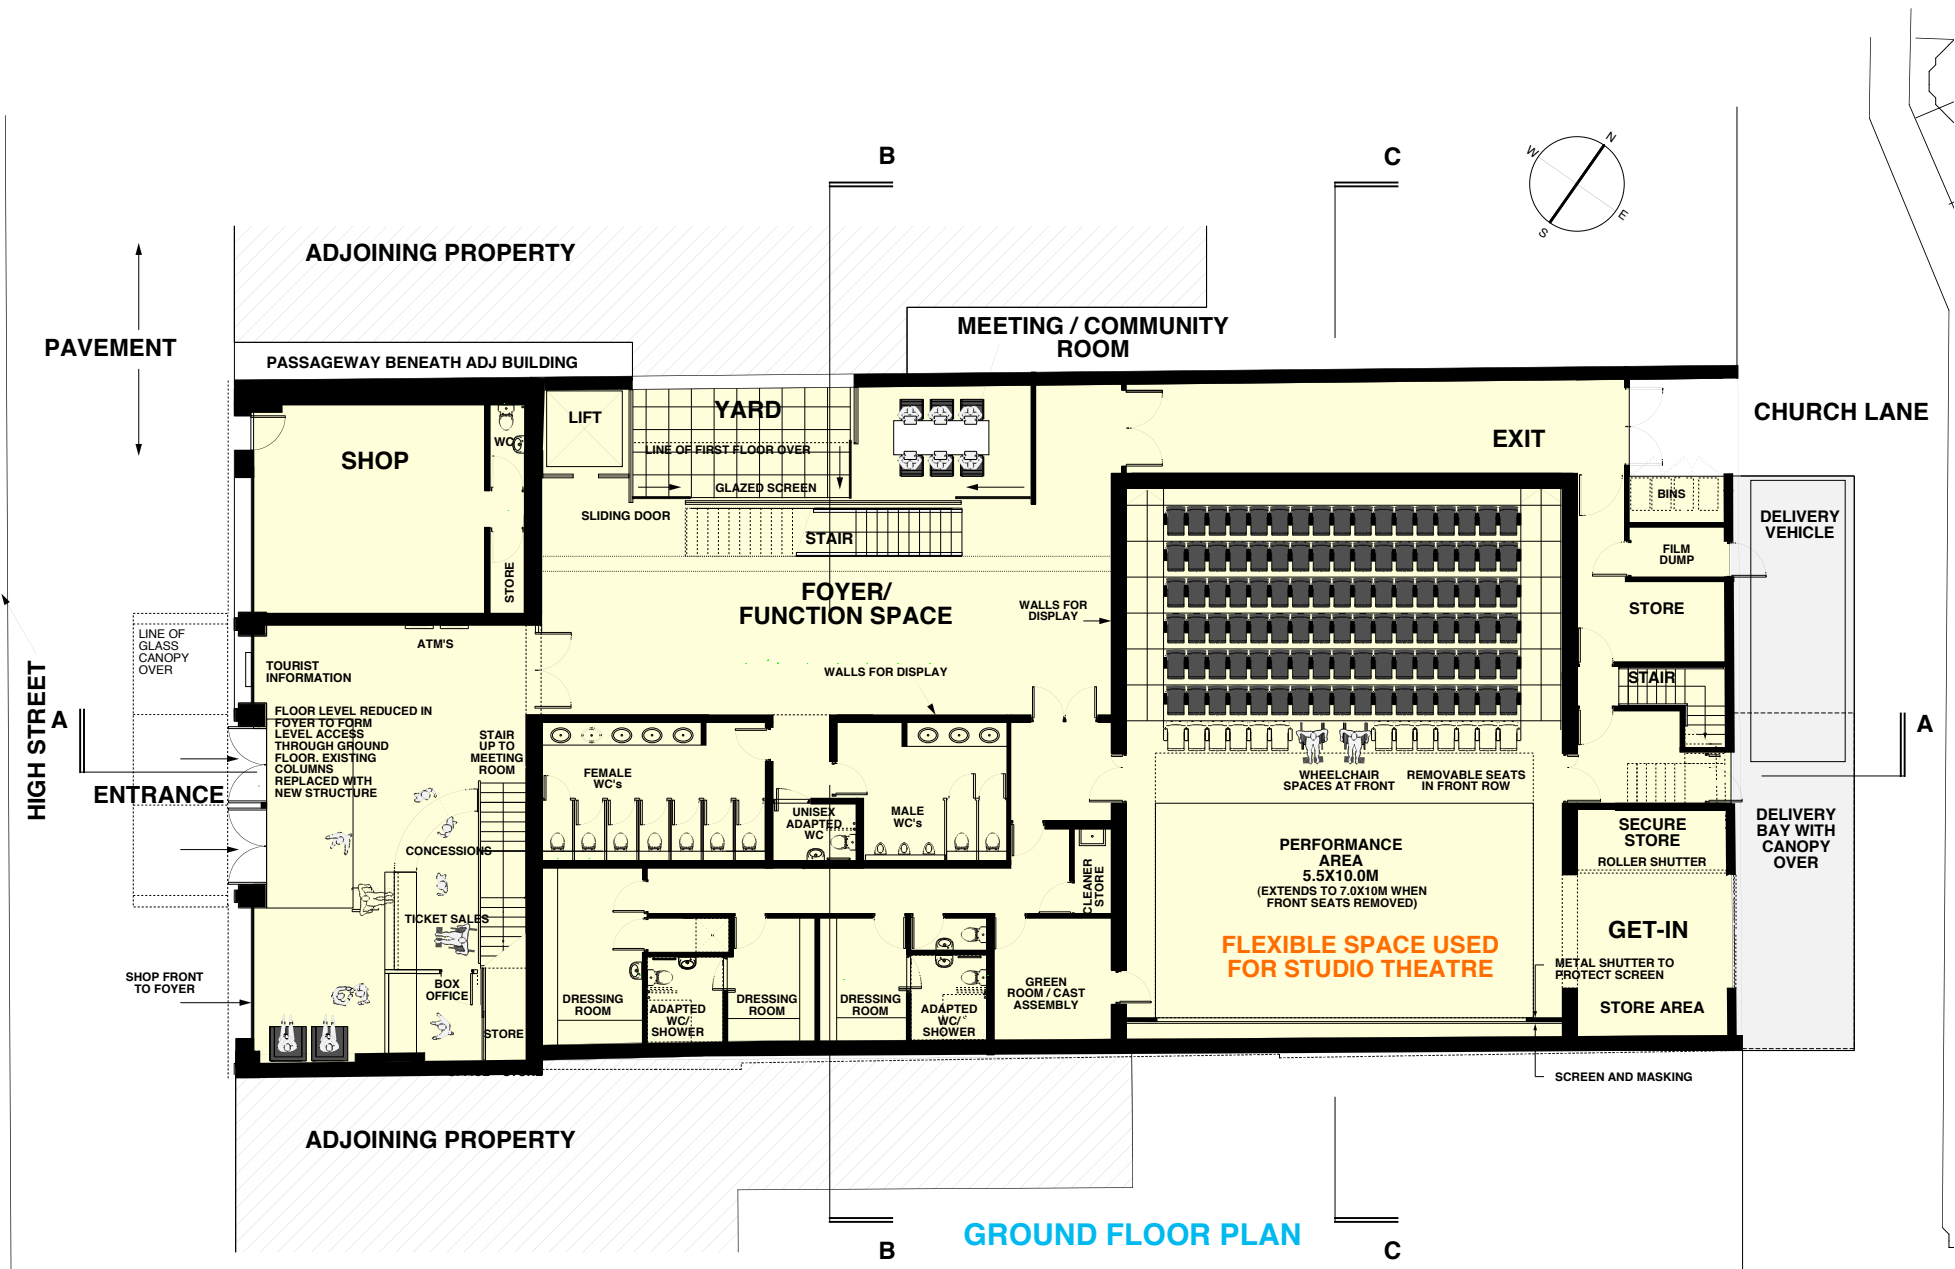 B
C
N
W
E
S
ADJOINING PROPERTY
PAVEMENT
MEETING / COMMUNITY
ROOM
PASSAGEWAY BENEATH ADJ BUILDING
CHURCH LANE
LIFT
YARD
EXIT
WC
SHOP
LINE OF FIRST FLOOR OVER
GLAZED SCREEN
BINS
SLIDING DOOR
DELIVERY
VEHICLE
STAIR
FILM
DUMP
STORE
FOYER/
FUNCTION SPACE
WALLS FOR
DISPLAY
STORE
LINE OF
GLASS
CANOPY
OVER
ATM'S
TOURIST
INFORMATION
WALLS FOR DISPLAY
STAIR
HIGH STREET
A
FLOOR LEVEL REDUCED IN
FOYER TO FORM
LEVEL ACCESS
THROUGH GROUND
FLOOR. EXISTING
COLUMNS
REPLACED WITH
NEW STRUCTURE
STAIR
UP TO
MEETING
ROOM
A
FEMALE
WC's
WHEELCHAIR
SPACES AT FRONT
REMOVABLE SEATS
IN FRONT ROW
ENTRANCE
UNISEX
ADAPTED
WC
MALE
WC's
SECURE
STORE
DELIVERY
BAY WITH
CANOPY
OVER
CONCESSIONS
PERFORMANCE
AREA
5.5X10.0M
(EXTENDS TO 7.0X10M WHEN
FRONT SEATS REMOVED)
ROLLER SHUTTER
CLEANER
STORE
TICKET SALES
GET-IN
FLEXIBLE SPACE USED
FOR STUDIO THEATRE
METAL SHUTTER TO
PROTECT SCREEN
SHOP FRONT
TO FOYER
BOX
OFFICE
GREEN
ROOM / CAST
ASSEMBLY
DRESSING
ROOM
ADAPTED
WC/
SHOWER
DRESSING
ROOM
DRESSING
ROOM
ADAPTED
WC/
SHOWER
STORE AREA
STORE
SCREEN AND MASKING
ADJOINING PROPERTY
GROUND FLOOR PLAN
B
C